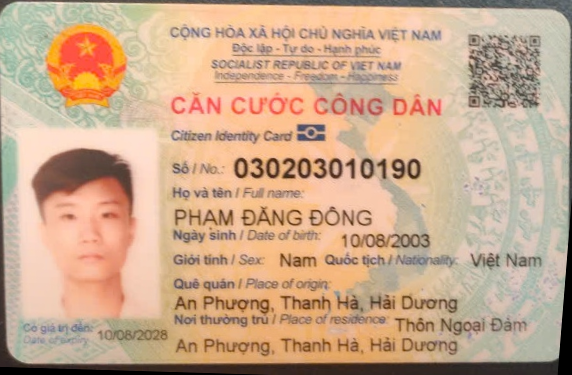 CỘNG HÒA XÃ HỘI CHỦ NGHĨA VIỆT NAM
Độc lập - Tự do - Hạnh phúc
SOCIALIST REPUBLIC OF VIET NAM
Independence - Freedom - Happiness
CĂN CƯỚC CÔNG DÂN
Citizen Identity Card
Số / No.: 030203010190
Họ và tên / Full name:
PHẠM ĐĂNG ĐÔNG
Ngày sinh / Date of birth: 10/08/2003
Giới tính / Sex: Nam Quốc tịch / Nationality: Việt Nam
Quê quán / Place of origin:
An Phượng, Thanh Hà, Hải Dương
Nơi thường trú / Place of residence: Thôn Ngoại Đảm
An Phượng, Thanh Hà, Hải Dương
Có giá trị đến: 10/08/2028
Date of expiry